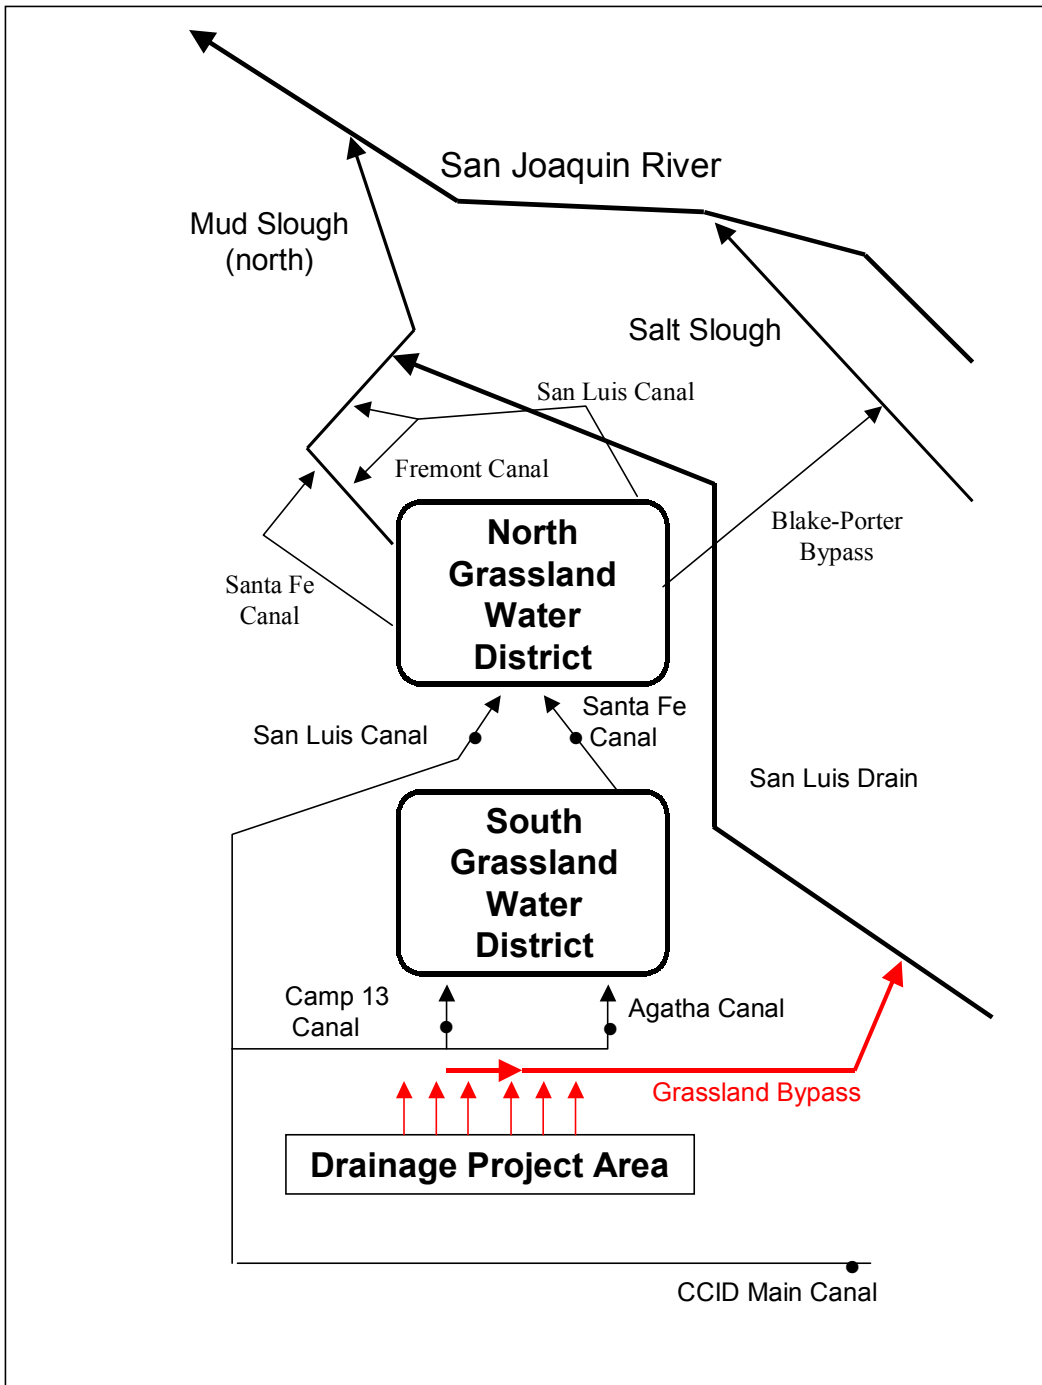 San Joaquin River
Mud Slough
(north)
Salt Slough
San Luis Canal
Fremont Canal
Blake-Porter
Bypass
North
Grassland
Water
District
Santa Fe
Canal
Santa Fe
Canal
San Luis Canal
San Luis Drain
South
Grassland
Water
District
Camp 13
Canal
Agatha Canal
Grassland Bypass
Drainage Project Area
CCID Main Canal